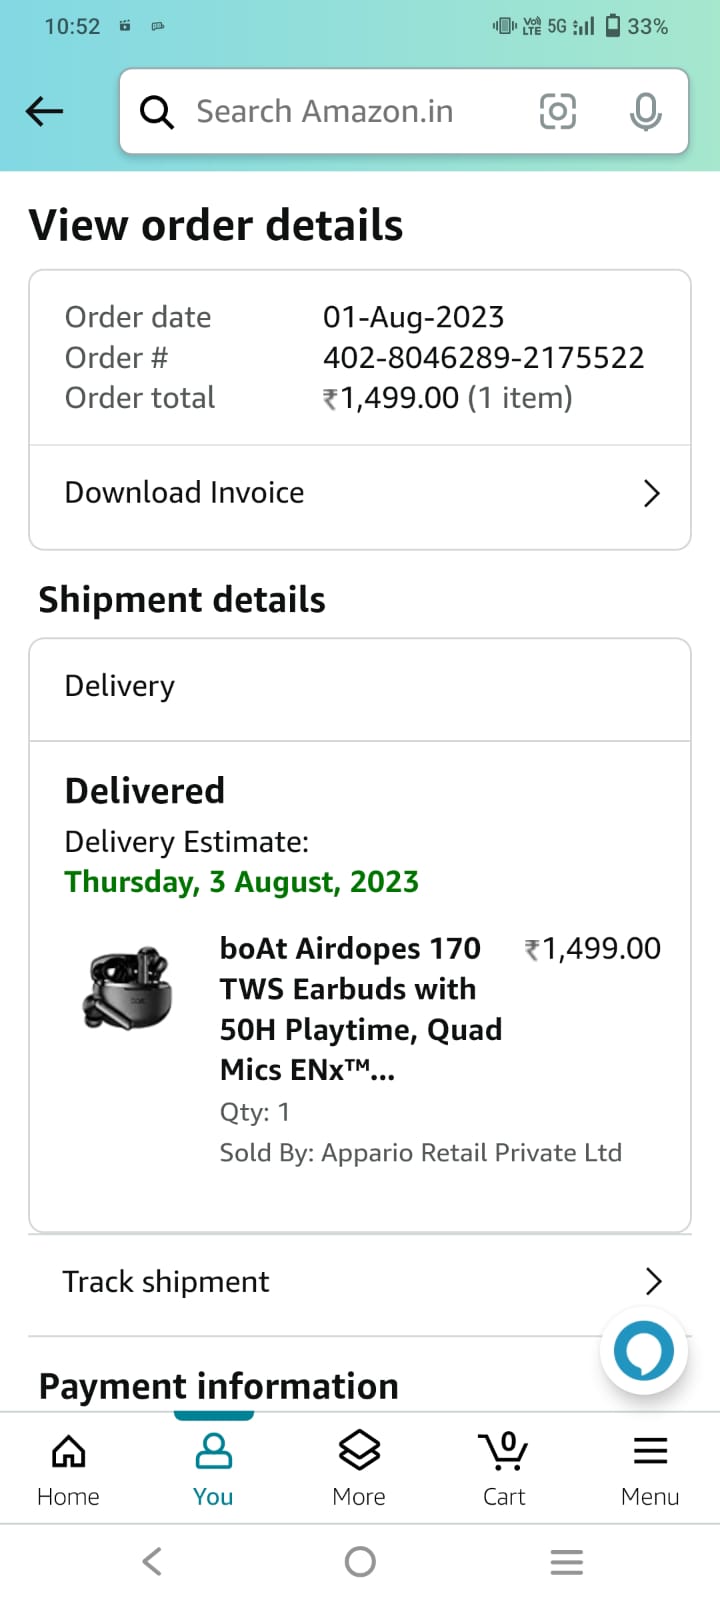 10:52
Vo) LTE 5G 33%
Search Amazon.in
View order details
Order date 01-Aug-2023
Order # 402-8046289-2175522
Order total ₹1,499.00 (1 item)
Download Invoice
Shipment details
Delivery
Delivered
Delivery Estimate:
Thursday, 3 August, 2023
boAt Airdopes 170 ₹1,499.00
TWS Earbuds with
50H Playtime, Quad
Mics ENx™...
Qty: 1
Sold By: Appario Retail Private Ltd
Track shipment
Payment information
0
Home You More Cart Menu